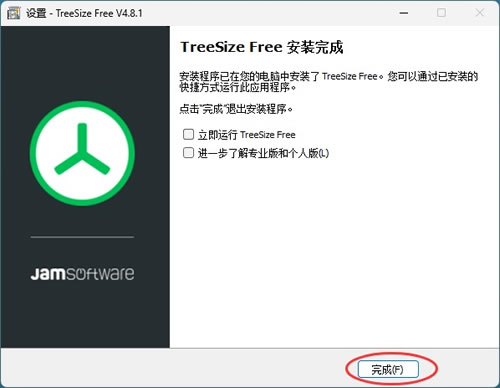 设置 - TreeSize Free V4.8.1
TreeSize Free 安装完成
安装程序已在您的电脑中安装了 TreeSize Free。您可以通过已安装的
快捷方式运行此应用程序。
点击“完成”退出安装程序。
立即运行 TreeSize Free
进一步了解专业版和个人版(L)
JAMSOFTWARE
完成(F)